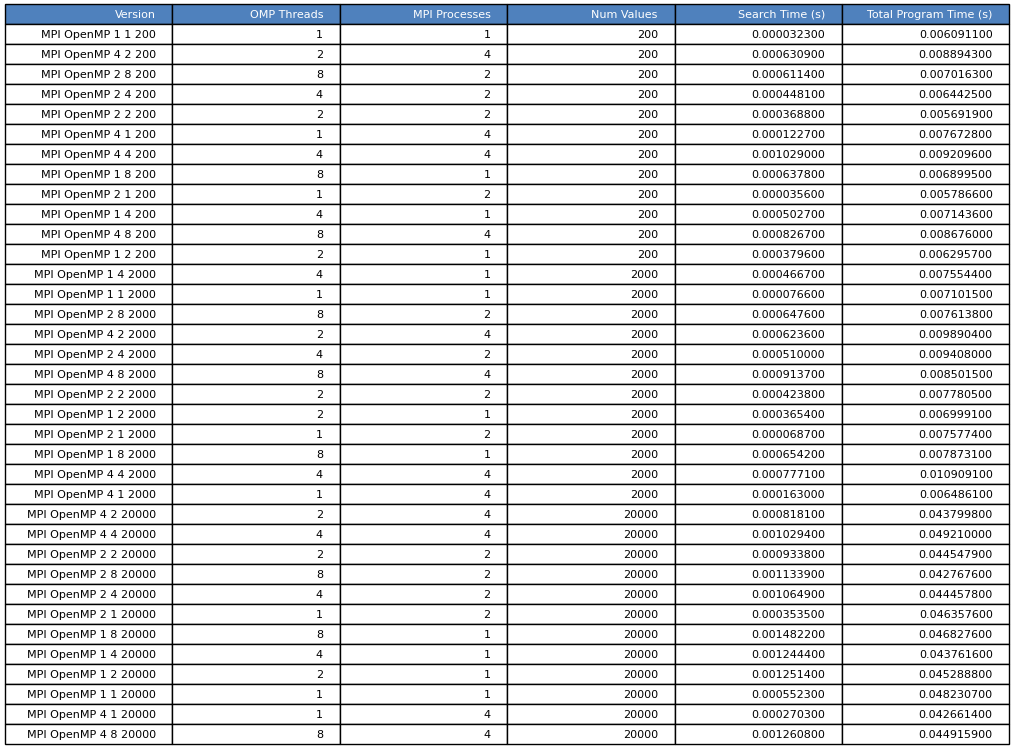 Version OMP Threads MPI Processes Num Values Search Time (s) Total Program Time (s)
MPI OpenMP 1 1 200 1 1 200 0.000032300 0.006091100
MPI OpenMP 4 2 200 2 4 200 0.000630900 0.008894300
MPI OpenMP 2 8 200 8 2 200 0.000611400 0.007016300
MPI OpenMP 2 4 200 4 2 200 0.000448100 0.006442500
MPI OpenMP 2 2 200 2 2 200 0.000368800 0.005691900
MPI OpenMP 4 1 200 1 4 200 0.000122700 0.007672800
MPI OpenMP 4 4 200 4 4 200 0.001029000 0.009209600
MPI OpenMP 1 8 200 8 1 200 0.000637800 0.006899500
MPI OpenMP 2 1 200 1 2 200 0.000035600 0.005786600
MPI OpenMP 1 4 200 4 1 200 0.000502700 0.007143600
MPI OpenMP 4 8 200 8 4 200 0.000826700 0.008676000
MPI OpenMP 1 2 200 2 1 200 0.000379600 0.006295700
MPI OpenMP 1 4 2000 4 1 2000 0.000466700 0.007554400
MPI OpenMP 1 1 2000 1 1 2000 0.000076600 0.007101500
MPI OpenMP 2 8 2000 8 2 2000 0.000647600 0.007613800
MPI OpenMP 4 2 2000 2 4 2000 0.000623600 0.009890400
MPI OpenMP 2 4 2000 4 2 2000 0.000510000 0.009408000
MPI OpenMP 4 8 2000 8 4 2000 0.000913700 0.008501500
MPI OpenMP 2 2 2000 2 2 2000 0.000423800 0.007780500
MPI OpenMP 1 2 2000 2 1 2000 0.000365400 0.006999100
MPI OpenMP 2 1 2000 1 2 2000 0.000068700 0.007577400
MPI OpenMP 1 8 2000 8 1 2000 0.000654200 0.007873100
MPI OpenMP 4 4 2000 4 4 2000 0.000777100 0.010909100
MPI OpenMP 4 1 2000 1 4 2000 0.000163000 0.006486100
MPI OpenMP 4 2 20000 2 4 20000 0.000818100 0.043799800
MPI OpenMP 4 4 20000 4 4 20000 0.001029400 0.049210000
MPI OpenMP 2 2 20000 2 2 20000 0.000933800 0.044547900
MPI OpenMP 2 8 20000 8 2 20000 0.001133900 0.042767600
MPI OpenMP 2 4 20000 4 2 20000 0.001064900 0.044457800
MPI OpenMP 2 1 20000 1 2 20000 0.000353500 0.046357600
MPI OpenMP 1 8 20000 8 1 20000 0.001482200 0.046827600
MPI OpenMP 1 4 20000 4 1 20000 0.001244400 0.043761600
MPI OpenMP 1 2 20000 2 1 20000 0.001251400 0.045288800
MPI OpenMP 1 1 20000 1 1 20000 0.000552300 0.048230700
MPI OpenMP 4 1 20000 1 4 20000 0.000270300 0.042661400
MPI OpenMP 4 8 20000 8 4 20000 0.001260800 0.044915900